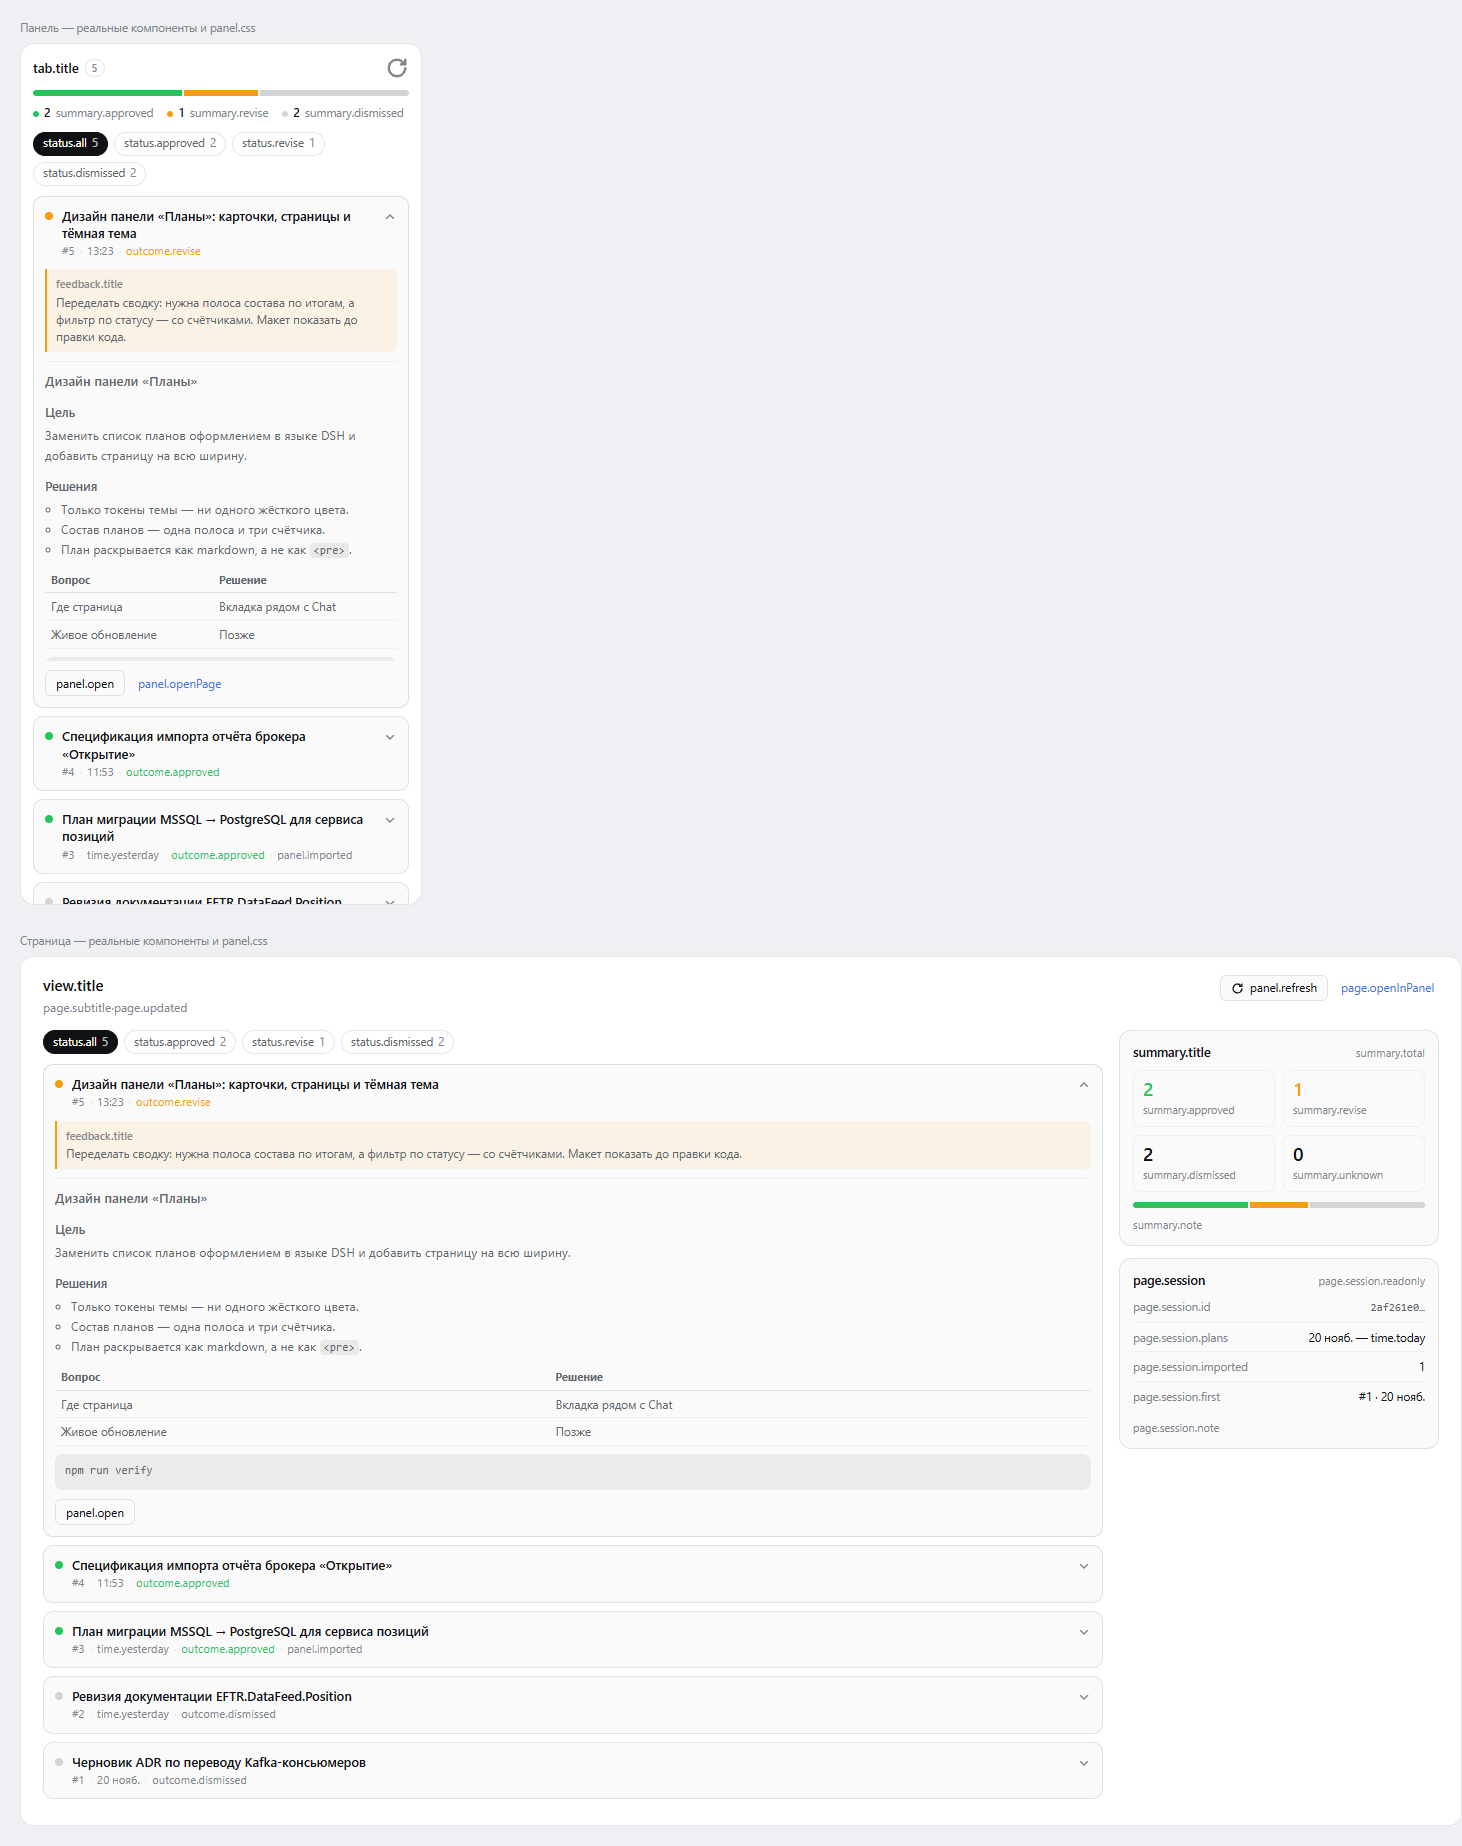 Панель — реальные компоненты и panel.css
tab.title 5
2 summary.approved 1 summary.revise 2 summary.dismissed
status.all 5 status.approved 2 status.revise 1
status.dismissed 2
Дизайн панели «Планы»: карточки, страницы и
тёмная тема
#5 · 13:23 · outcome.revise
feedback.title
Переделать сводку: нужна полоса состава по итогам, а
фильтр по статусу — со счётчиками. Макет показать до
правки кода.
Дизайн панели «Планы»
Цель
Заменить список планов оформлением в языке DSH и
добавить страницу на всю ширину.
Решения
Только токены темы — ни одного жёсткого цвета.
Состав планов — одна полоса и три счётчика.
План раскрывается как markdown, а не как <pre>.
Вопрос Решение
Где страница Вкладка рядом с Chat
Живое обновление Позже
panel.open panel.openPage
Спецификация импорта отчёта брокера
«Открытие»
#4 · 11:53 · outcome.approved
План миграции MSSQL → PostgreSQL для сервиса
позиций
#3 · time.yesterday · outcome.approved · panel.imported
Ревизия документации EFTR.DataFeed.Position
Страница — реальные компоненты и panel.css
view.title
panel.refresh page.openInPanel
page.subtitle·page.updated
status.all 5 status.approved 2 status.revise 1 status.dismissed 2
Дизайн панели «Планы»: карточки, страницы и тёмная тема
#5 · 13:23 · outcome.revise
feedback.title
Переделать сводку: нужна полоса состава по итогам, а фильтр по статусу — со счётчиками. Макет показать до правки кода.
Дизайн панели «Планы»
Цель
Заменить список планов оформлением в языке DSH и добавить страницу на всю ширину.
Решения
Только токены темы — ни одного жёсткого цвета.
Состав планов — одна полоса и три счётчика.
План раскрывается как markdown, а не как <pre>.
Вопрос Решение
Где страница Вкладка рядом с Chat
Живое обновление Позже
npm run verify
panel.open
Спецификация импорта отчёта брокера «Открытие»
#4 · 11:53 · outcome.approved
План миграции MSSQL → PostgreSQL для сервиса позиций
#3 · time.yesterday · outcome.approved · panel.imported
Ревизия документации EFTR.DataFeed.Position
#2 · time.yesterday · outcome.dismissed
Черновик ADR по переводу Kafka-консьюмеров
#1 · 20 нояб. · outcome.dismissed
summary.title summary.total
2 1
summary.approved summary.revise
2 0
summary.dismissed summary.unknown
summary.note
page.session page.session.readonly
page.session.id 2af261e0…
page.session.plans 20 нояб. — time.today
page.session.imported 1
page.session.first #1 · 20 нояб.
page.session.note